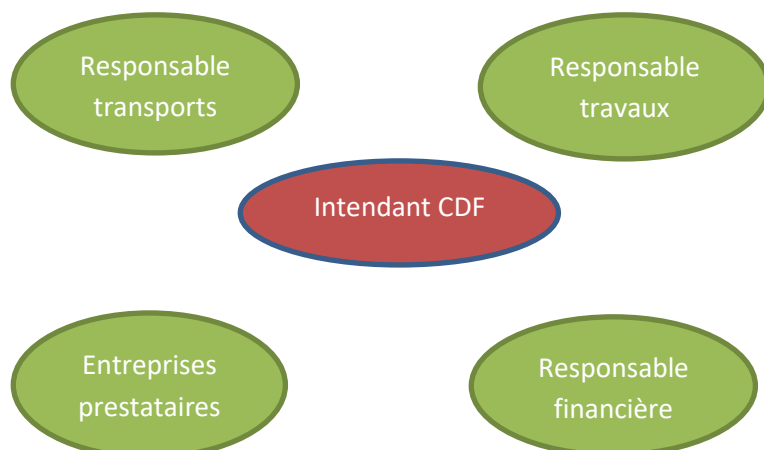 Responsable
transports
Responsable
travaux
Intendant CDF
Entreprises
prestataires
Responsable
financière